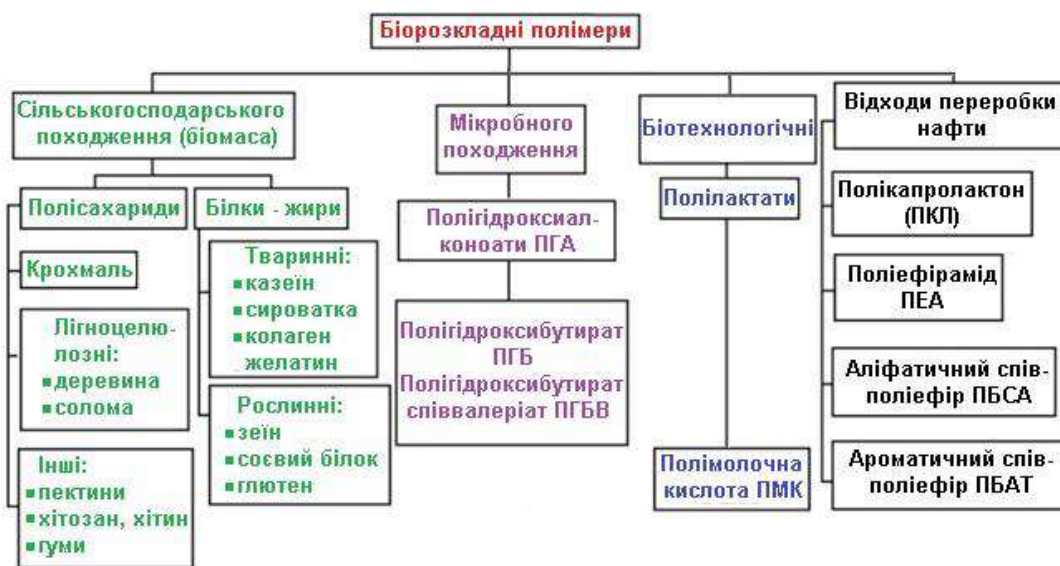 Біорозкладні полімери
Сільськогосподарського
походження (біомаса)
Полісахариди
Крохмаль
Лігноцелю-
лозні:
▪деревина
▪солома
Інші:
▪пектини
▪хітозан, хітин
▪гуми
Білки - жири
Тваринні:
▪казеїн
▪сироватка
▪колаген
желатин
Рослинні:
▪зеїн
▪соєвий білок
▪глютен
Мікробного
походження
Полігідроксиал-
коноати ПГА
Полігідроксибутират
ПГБ
Полігідроксибутират
співвалеріат ПГБВ
Біотехнологічні
Полілактати
Полімолочна
кислота ПМК
Відходи переробки
нафти
Полікапролактон
(ПКЛ)
Поліефірамід
ПЕА
Аліфатичний спів-
поліефір ПБСА
Ароматичний спів-
поліефір ПБАТ